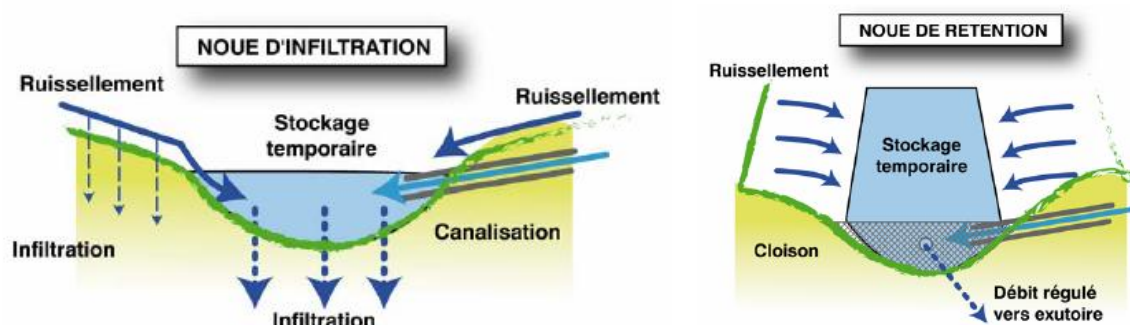 NOUE D'INFILTRATION
Ruissellement
Ruissellement
Stockage
temporaire
Infiltration
Canalisation
Infiltration
NOUE DE RETENTION
Ruissellement
Stockage
temporaire
Cloison
Débit régulé
vers exutoire